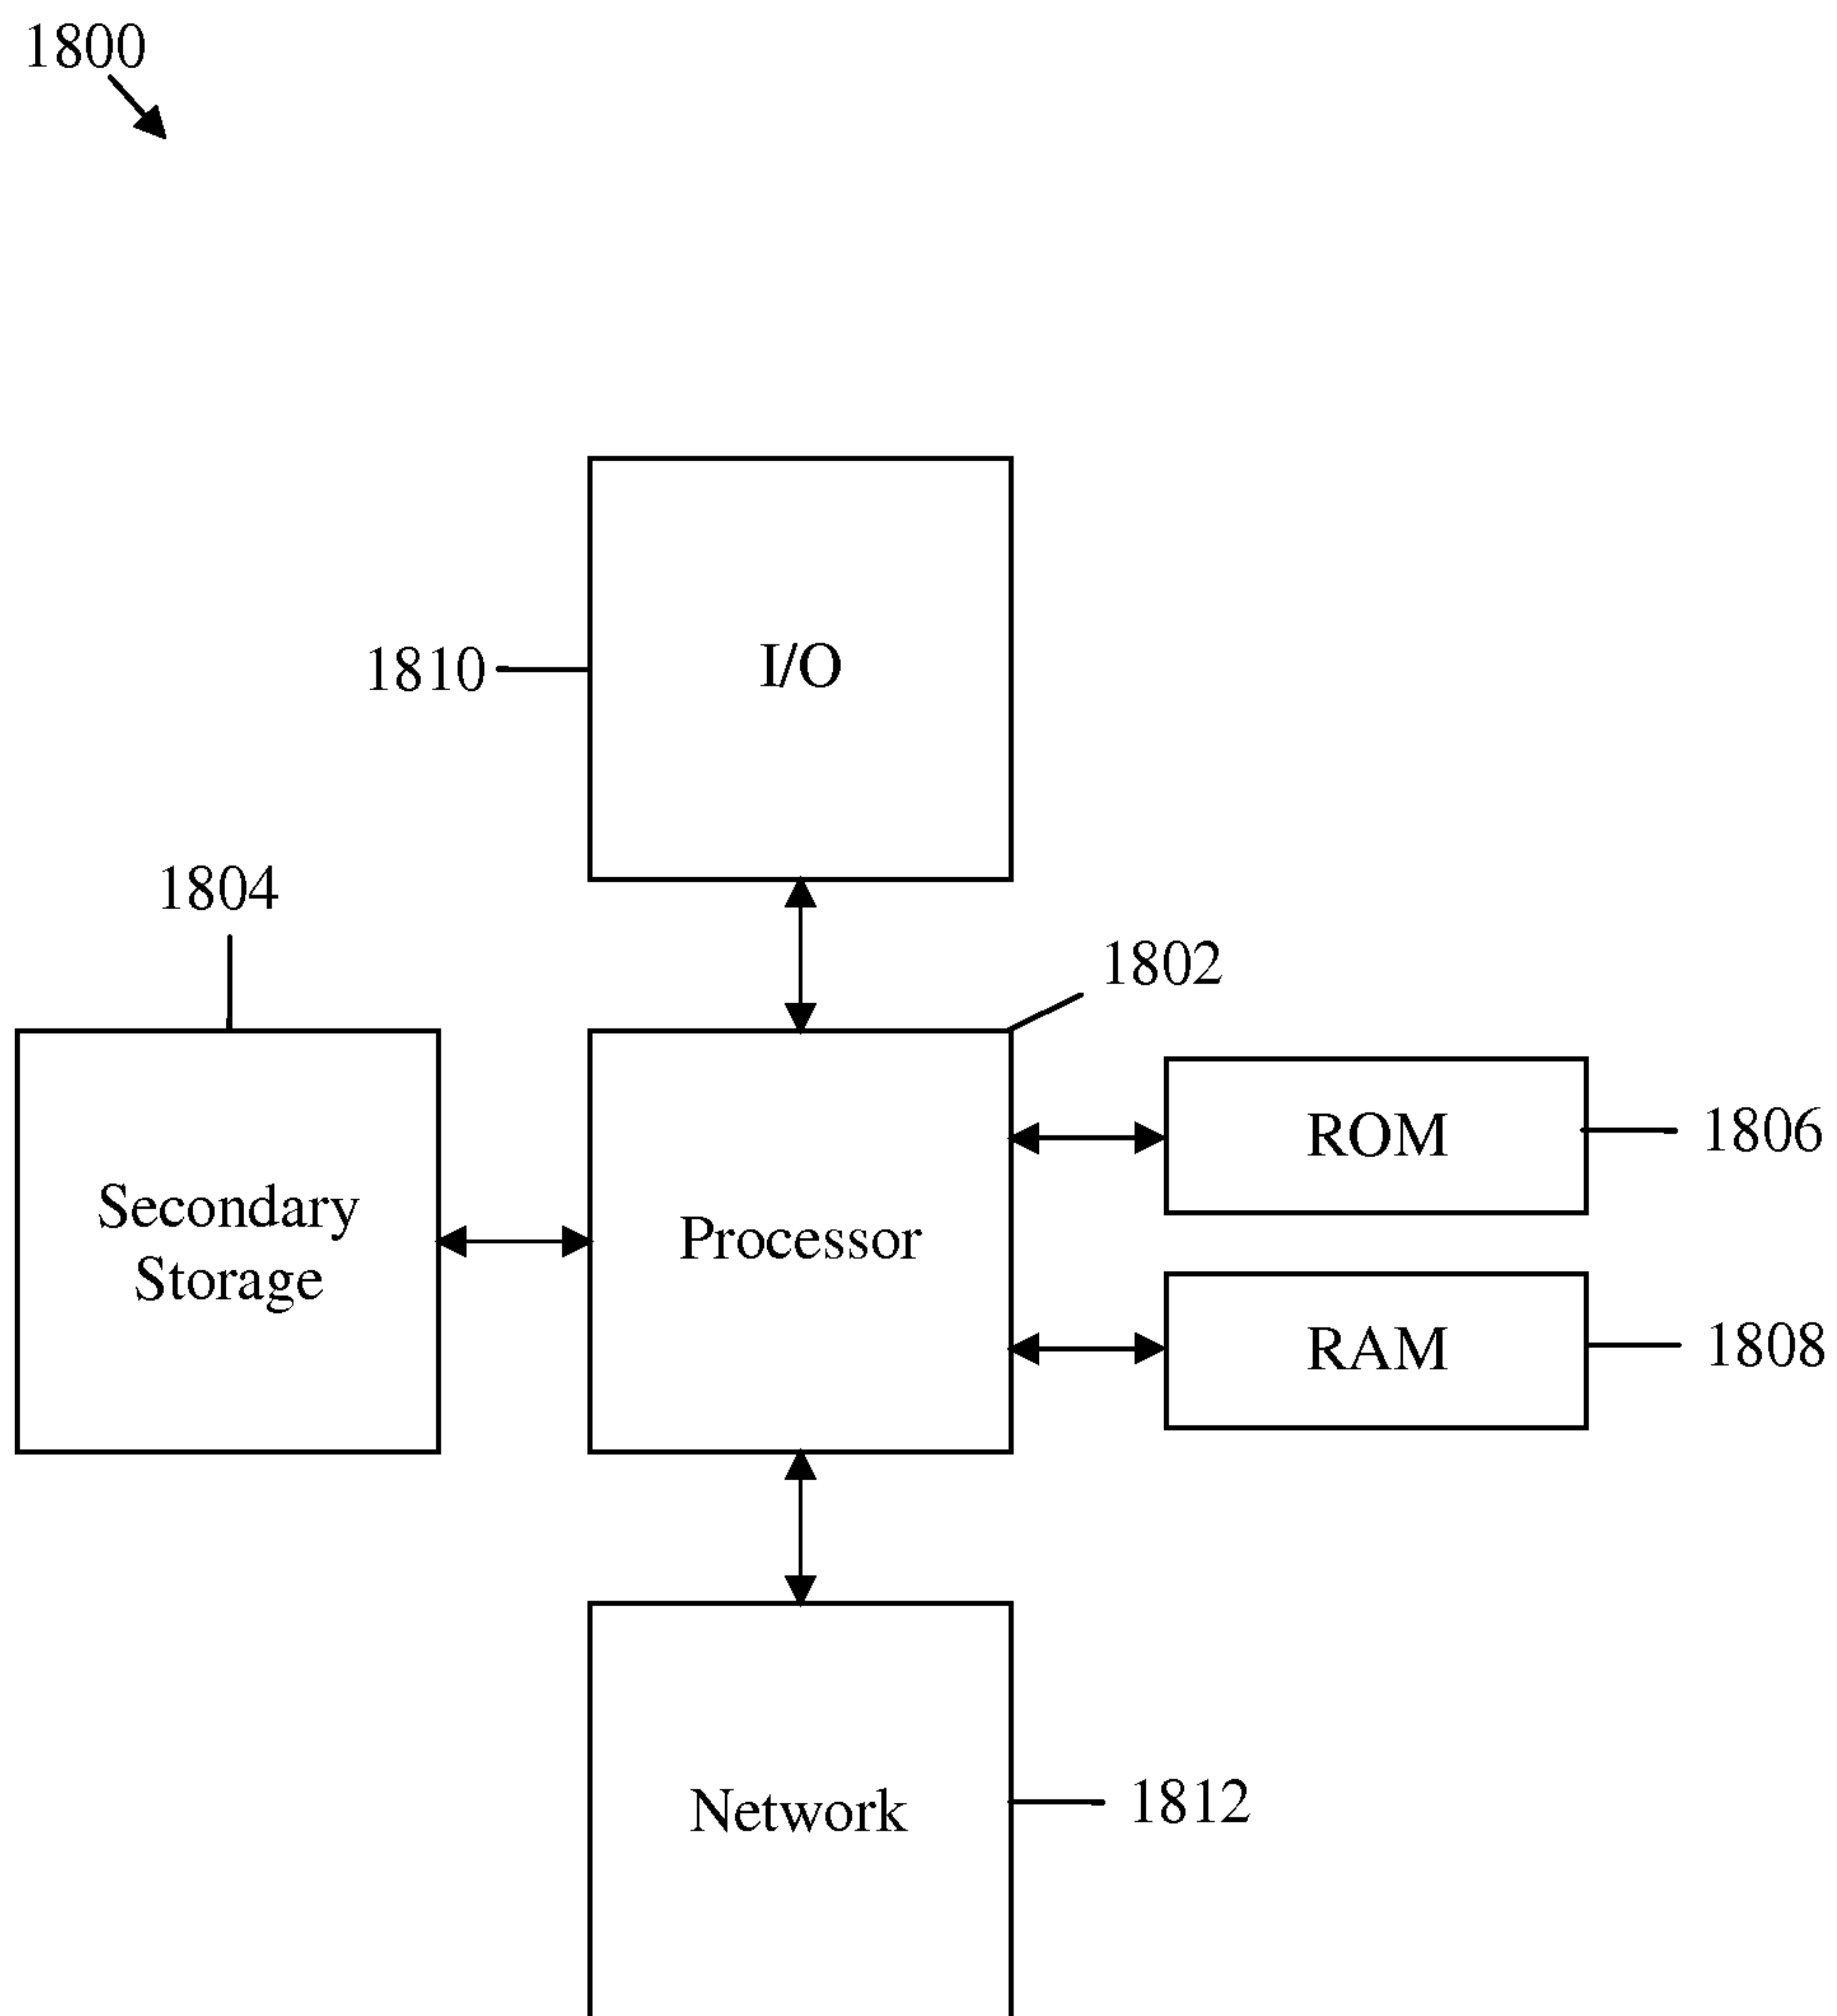 1800
I/O
1810
1804
1802
ROM
1806
Secondary
Storage
Processor
RAM
1808
Network
1812